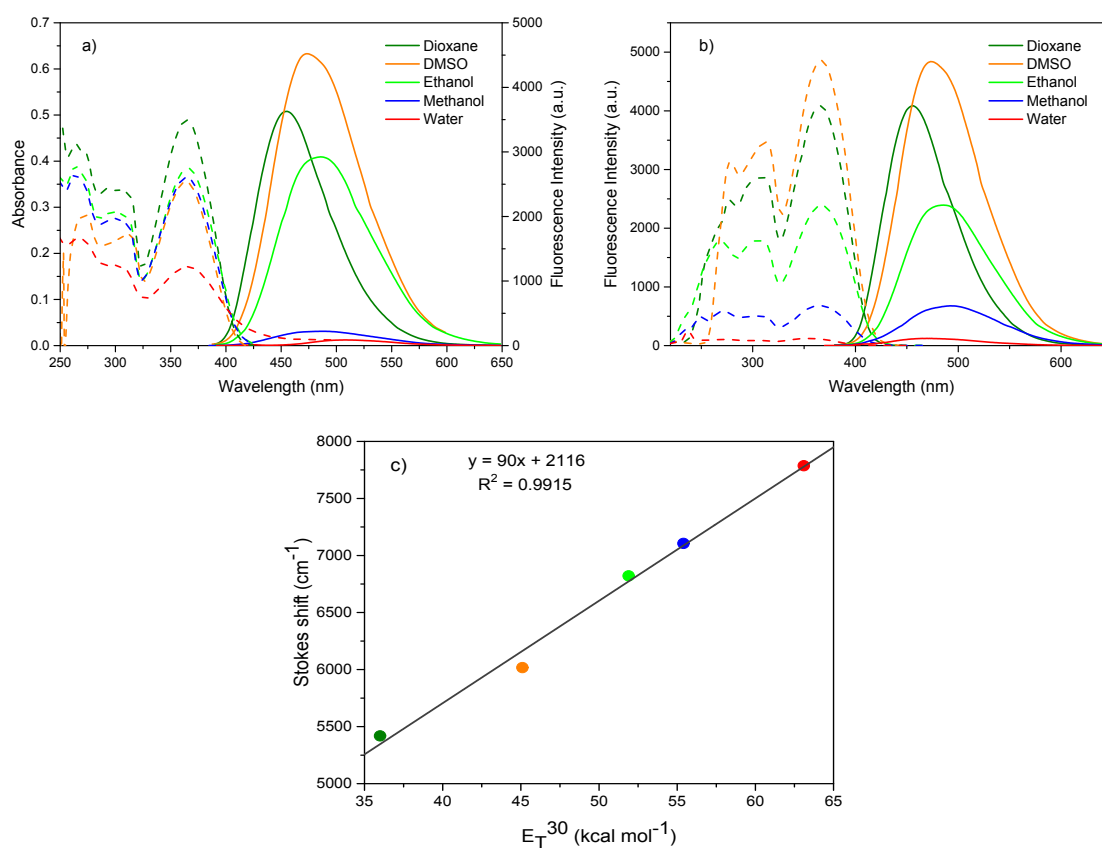 a)
Dioxane
DMSO
Ethanol
Methanol
Water
0.7
0.6
0.5
0.4
0.3
0.2
0.1
0.0
Absorbance
5000
4000
3000
2000
1000
0
Fluorescence Intensity (a.u.)
250 300 350 400 450 500 550 600 650
Wavelength (nm)
b)
Dioxane
DMSO
Ethanol
Methanol
Water
5000
4000
3000
2000
1000
0
Fluorescence Intensity (a.u.)
400 500 600
Wavelength (nm)
c)
y = 90x + 2116
R² = 0.9915
8000
7500
7000
6500
6000
5500
5000
Stokes shift (cm⁻¹)
35 40 45 50 55 60 65
E_T³⁰ (kcal mol⁻¹)